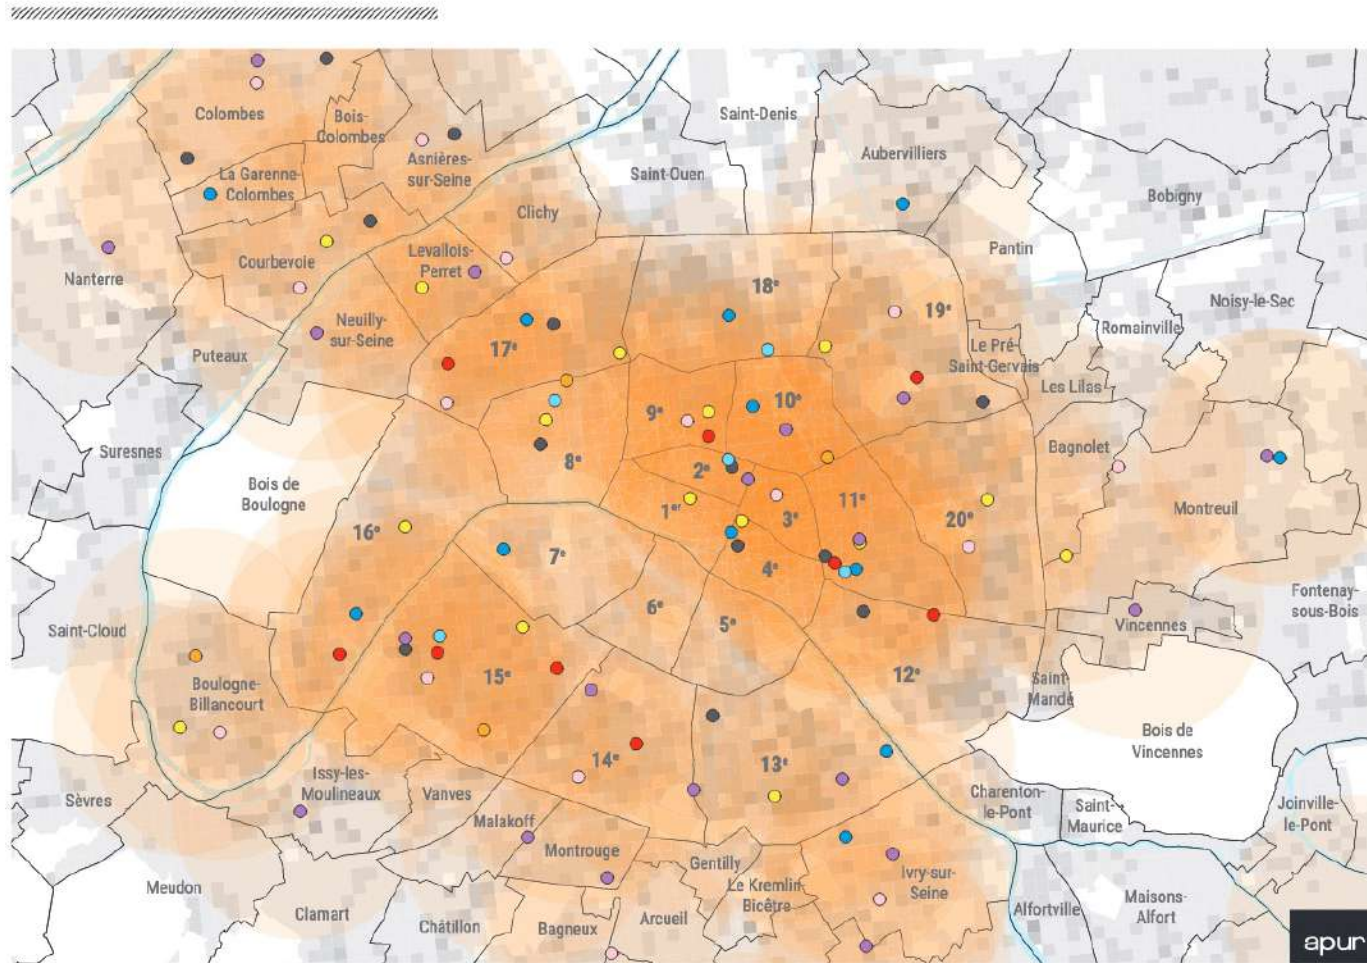 Saint-Denis
Colombes
Bois-
Colombes
Asnières-
sur-Seine
Aubervilliers
La Garenne-
Colombes
Saint-Ouen
Bobigny
Clichy
Pantin
Levallois-
Perret
Courbevoie
Nanterre
18ᵉ
19ᵉ
Noisy-le-Sec
Romainville
Neuilly-
sur-Seine
17ᵉ
Puteaux
Le Pré-
Saint-Gervais
Les Lilas
9ᵉ
10ᵉ
Suresnes
Bagnolet
8ᵉ
2ᵉ
Bois de
Boulogne
11ᵉ
1ᵉʳ
3ᵉ
20ᵉ
Montreuil
16ᵉ
7ᵉ
4ᵉ
Fontenay-
sous-Bois
6ᵉ
5ᵉ
Vincennes
Saint-Cloud
12ᵉ
15ᵉ
Boulogne-
Billancourt
Saint-
Mandé
Bois de
Vincennes
14ᵉ
13ᵉ
Issy-les-
Moulineaux
Sèvres
Vanves
Charenton-
le-Pont
Saint-
Maurice
Joinville-
le-Pont
Malakoff
Montrouge
Gentilly
Ivry-sur-
Seine
Le Kremlin-
Bicêtre
Meudon
Clamart
Châtillon
Bagneux
Arcueil
Alfortville
Maisons-
Alfort
apur